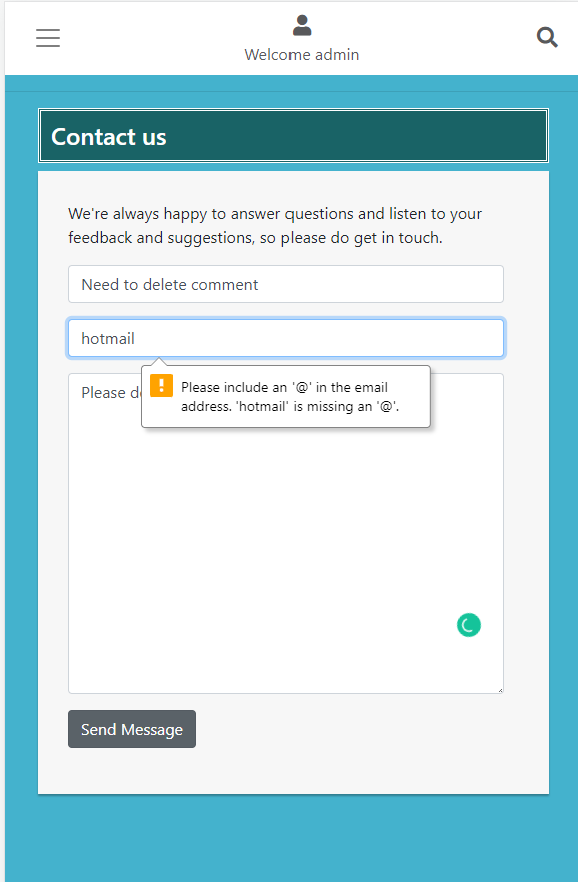 Welcome admin
Contact us
We're always happy to answer questions and listen to your
feedback and suggestions, so please do get in touch.
Need to delete comment
hotmail
Please include an '@' in the email
address. 'hotmail' is missing an '@'.
Please
Send Message